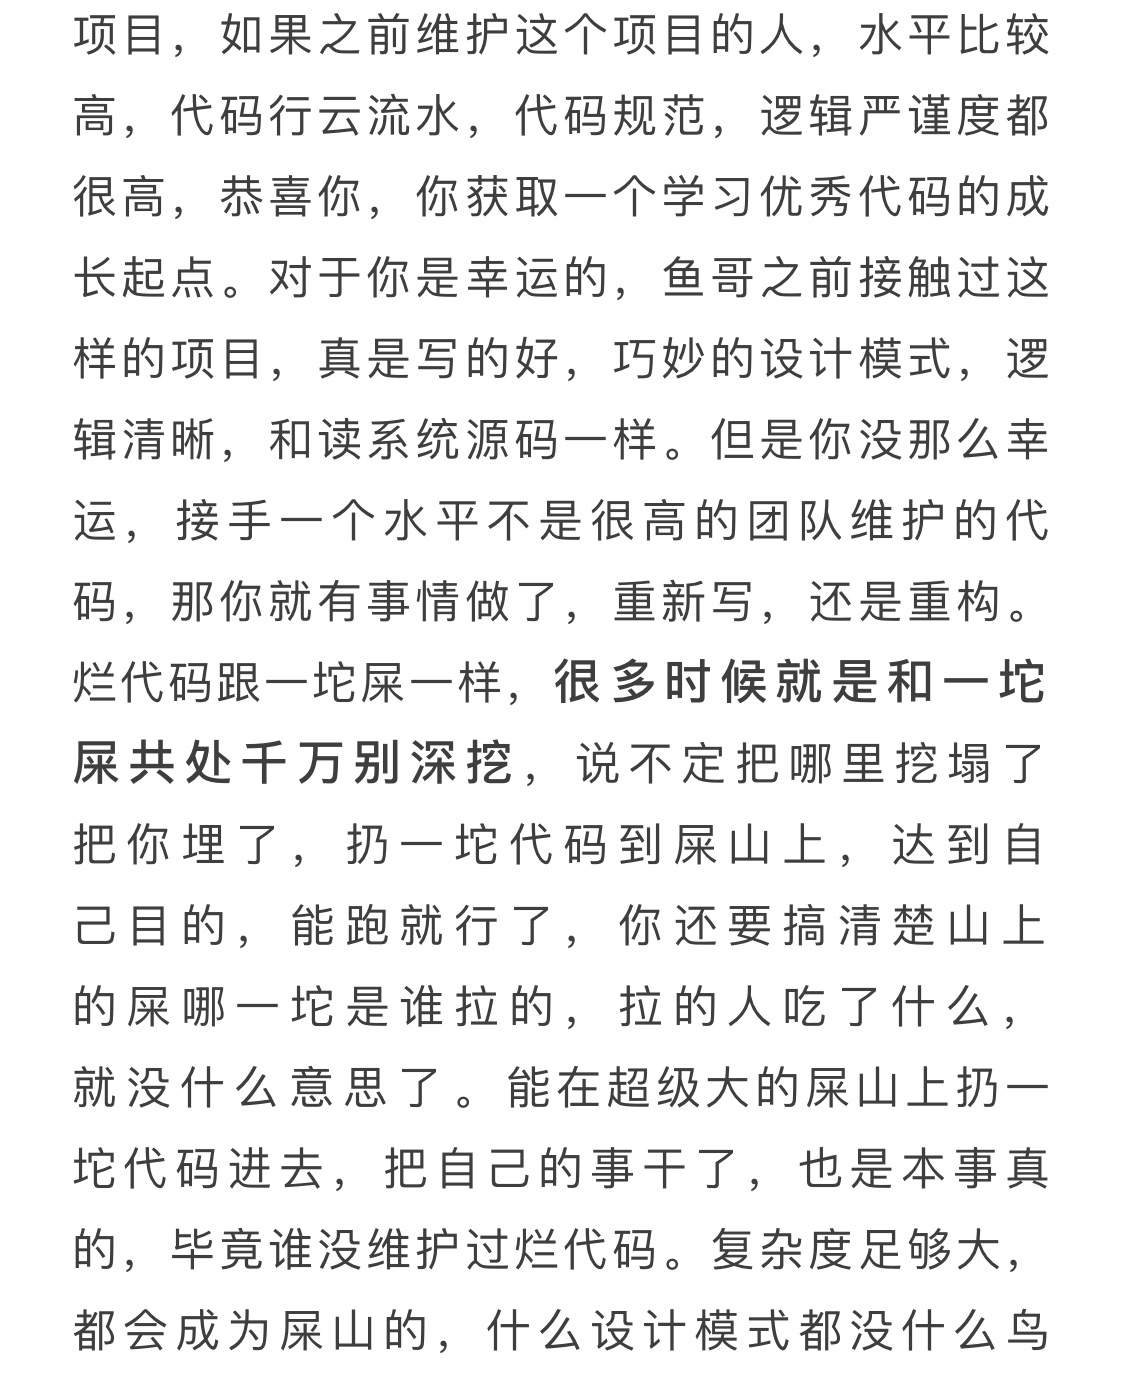 项目，如果之前维护这个项目的人，水平比较
高，代码行云流水，代码规范，逻辑严谨度都
很高，恭喜你，你获取一个学习优秀代码的成
长起点。对于你是幸运的，鱼哥之前接触过这
样的项目，真是写的好，巧妙的设计模式，逻
辑清晰，和读系统源码一样。但是你没那么幸
运，接手一个水平不是很高的团队维护的代
码，那你就有事情做了，重新写，还是重构。
烂代码跟一坨屎一样，很多时候就是和一坨
屎共处千万别深挖，说不定把哪里挖塌了
把你埋了，扔一坨代码到屎山上，达到自
己目的，能跑就行了，你还要搞清楚山上
的屎哪一坨是谁拉的，拉的人吃了什么，
就没什么意思了。能在超级大的屎山上扔一
坨代码进去，把自己的事干了，也是本事真
的，毕竟谁没维护过烂代码。复杂度足够大，
都会成为屎山的，什么设计模式都没什么鸟